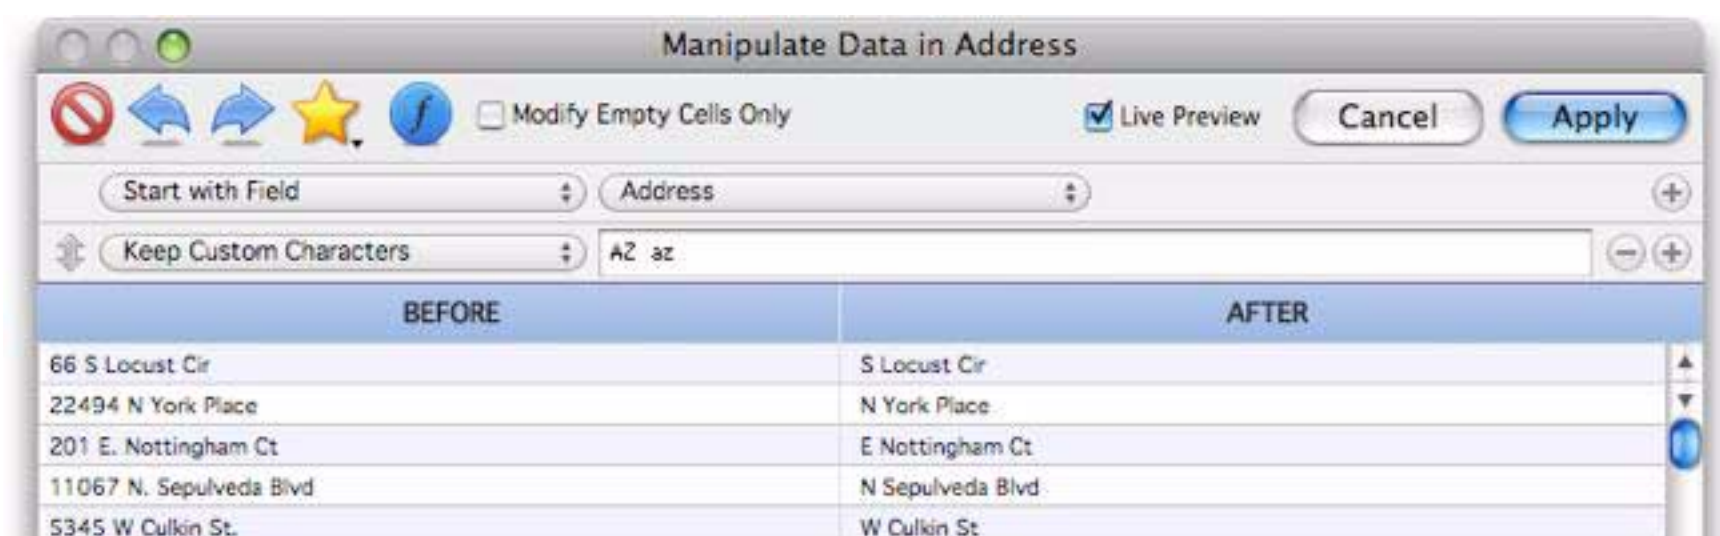 Manipulate Data in Address
Modify Empty Cells Only Live Preview Cancel Apply
Start with Field Address
Keep Custom Characters AZ az
BEFORE AFTER
66 S Locust Cir S Locust Cir
22494 N York Place N York Place
201 E. Nottingham Ct E Nottingham Ct
11067 N. Sepulveda Blvd N Sepulveda Blvd
5345 W Culkin St. W Culkin St